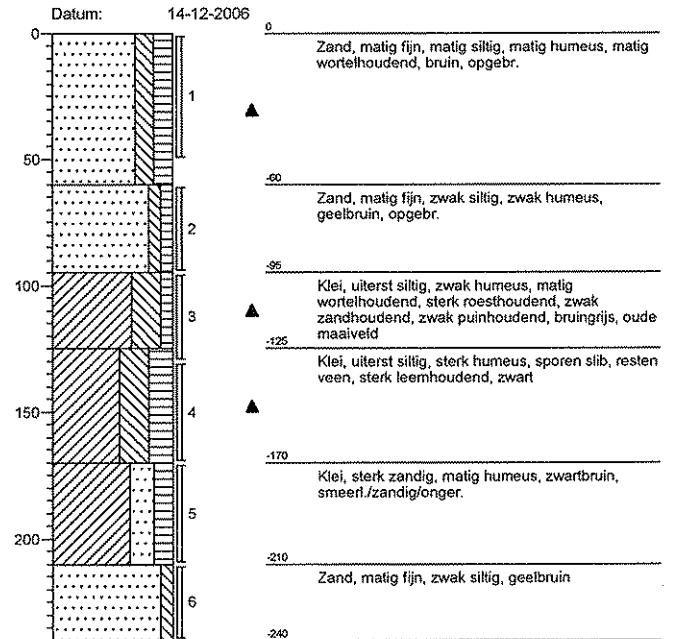 Datum: 14-12-2006
0
0
Zand, matig fijn, matig siltig, matig humeus, matig
wortelhoudend, bruin, opgebr.
1
50
-60
Zand, matig fijn, zwak siltig, zwak humeus,
geelbruin, opgebr.
2
-95
100
Klei, uiterst siltig, zwak humeus, matig
wortelhoudend, sterk roesthoudend, zwak
zandhoudend, zwak puinhoudend, bruingrijs, oude
maaiveld
3
-125
Klei, uiterst siltig, sterk humeus, sporen slib, resten
veen, sterk leemhoudend, zwart
150
4
-170
Klei, sterk zandig, matig humeus, zwartbruin,
smeerl./zandig/onger.
5
200
-210
Zand, matig fijn, zwak siltig, geelbruin
6
-240